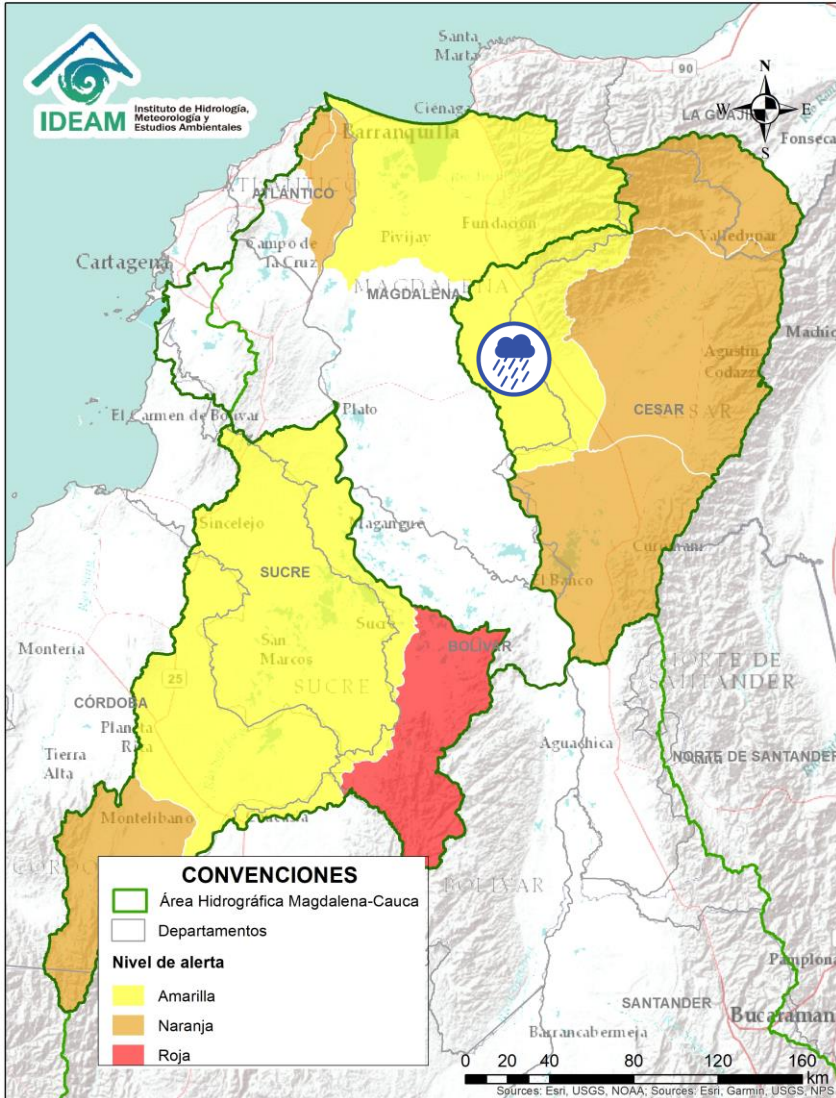 IDEAM
Instituto de Hidrología,
Meteorología y
Estudios Ambientales
Santa
Marta
90
N
W
E
S
LA GUAJIRA
Fonseca
Ciénaga
Barranquilla
ATLÁNTICO
Cartagena
Campo de
la Cruz
Pivijay
Fundación
Valledupar
MAGDALENA
MAGDALENA
Agustín
Codazzi
CESAR
CESAR
El Carmen de Bolívar
Plato
Sincelejo
Magangué
SUCRE
El Banco
Sucre
San
Marcos
BOLÍVAR
Montería
SUCRE
25
CÓRDOBA
Planeta
Rica
Tierra
Alta
NORTE DE
SANTANDER
Aguachica
NORTE DE SANTANDER
Montelíbano
BOLÍVAR
CONVENCIONES
Área Hidrográfica Magdalena-Cauca
Departamentos
Nivel de alerta
Amarilla
Naranja
Roja
Pamplona
SANTANDER
Bucaraman
Barrancabermeja
0 20 40 80 120 160
km
Sources: Esri, USGS, NOAA; Sources: Esri, Garmin, USGS, NPS